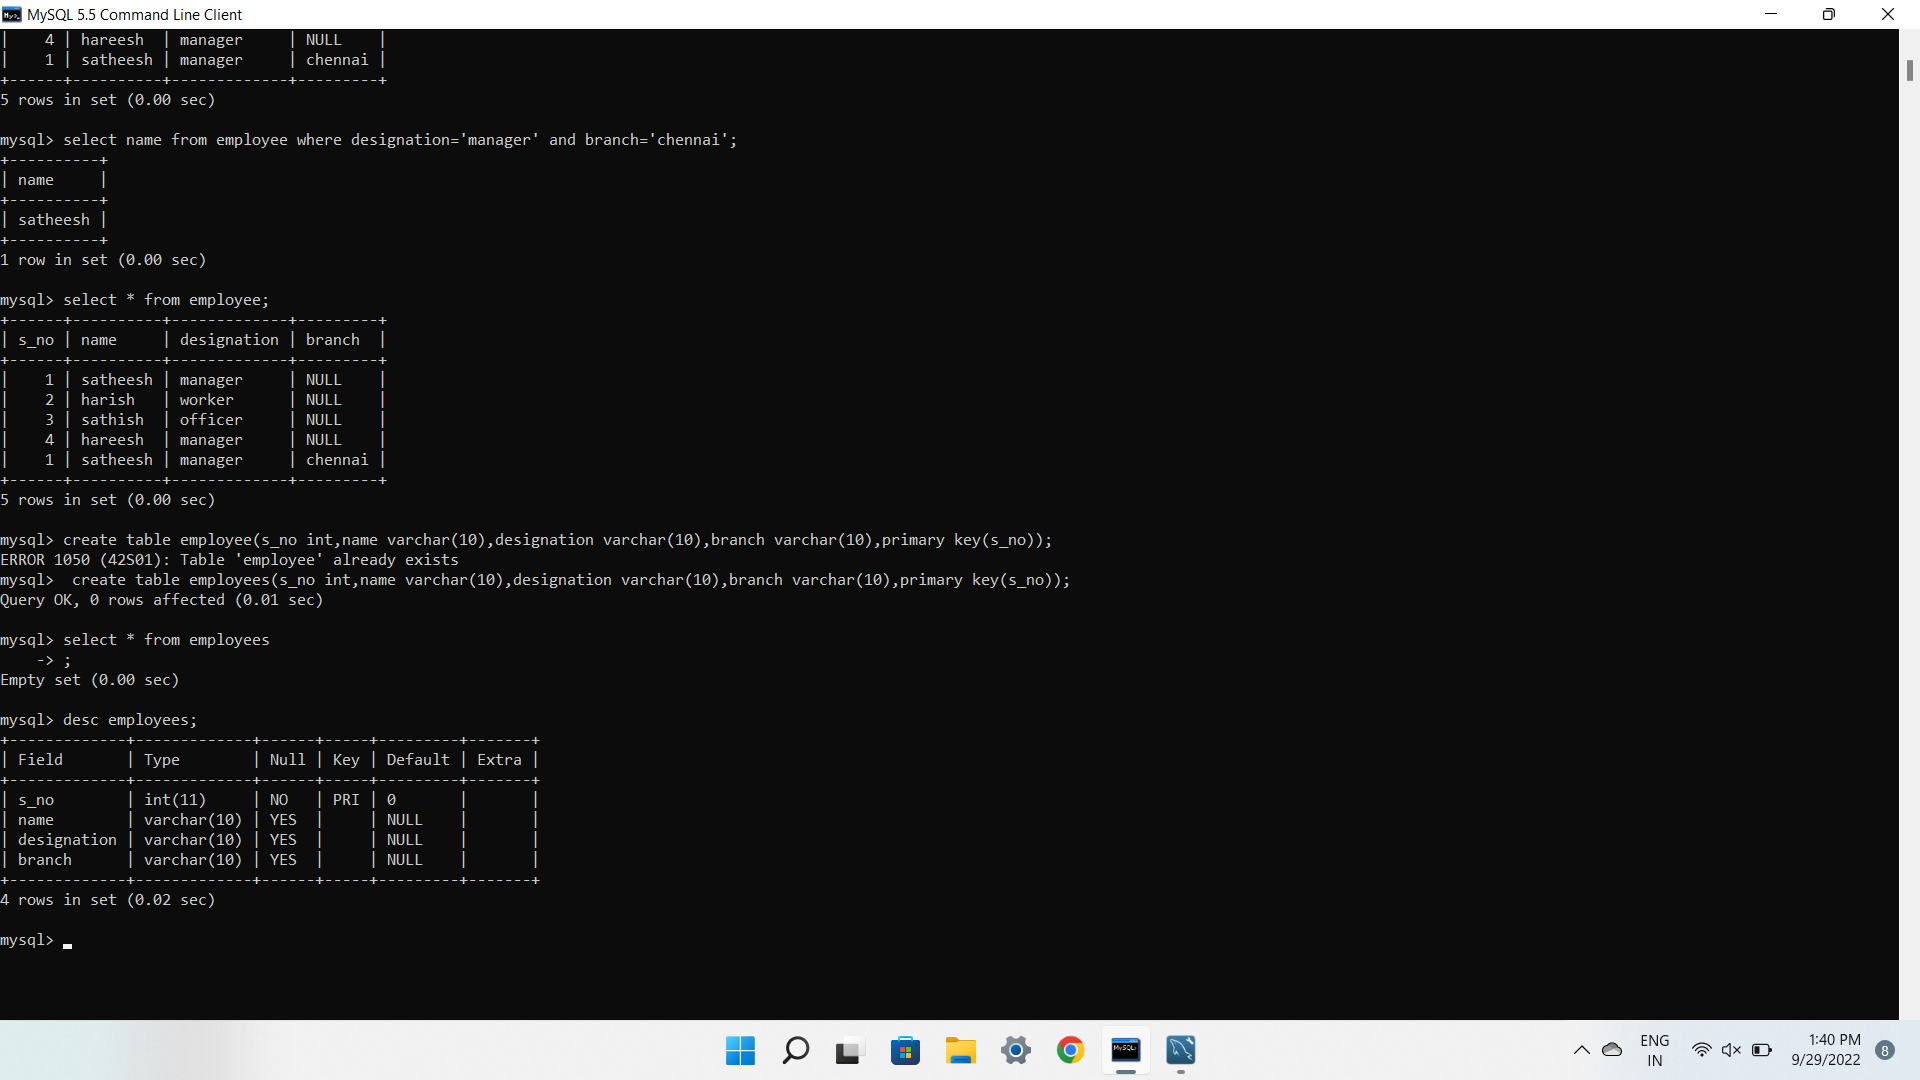 MySQL 5.5 Command Line Client
|    4 | hareesh  | manager     | NULL    |
|    1 | satheesh | manager     | chennai |
+------+----------+-------------+---------+
5 rows in set (0.00 sec)
mysql> select name from employee where designation='manager' and branch='chennai';
+----------+
| name     |
+----------+
| satheesh |
+----------+
1 row in set (0.00 sec)
mysql> select * from employee;
+------+----------+-------------+---------+
| s_no | name     | designation | branch  |
+------+----------+-------------+---------+
|    1 | satheesh | manager     | NULL    |
|    2 | harish   | worker      | NULL    |
|    3 | sathish  | officer     | NULL    |
|    4 | hareesh  | manager     | NULL    |
|    1 | satheesh | manager     | chennai |
+------+----------+-------------+---------+
5 rows in set (0.00 sec)
mysql> create table employee(s_no int,name varchar(10),designation varchar(10),branch varchar(10),primary key(s_no));
ERROR 1050 (42S01): Table 'employee' already exists
mysql>  create table employees(s_no int,name varchar(10),designation varchar(10),branch varchar(10),primary key(s_no));
Query OK, 0 rows affected (0.01 sec)
mysql> select * from employees
    -> ;
Empty set (0.00 sec)
mysql> desc employees;
+-------------+-------------+------+-----+---------+-------+
| Field       | Type        | Null | Key | Default | Extra |
+-------------+-------------+------+-----+---------+-------+
| s_no        | int(11)     | NO   | PRI | 0       |       |
| name        | varchar(10) | YES  |     | NULL    |       |
| designation | varchar(10) | YES  |     | NULL    |       |
| branch      | varchar(10) | YES  |     | NULL    |       |
+-------------+-------------+------+-----+---------+-------+
4 rows in set (0.02 sec)
mysql>
MySQL
ENG
IN
1:40 PM
9/29/2022
8